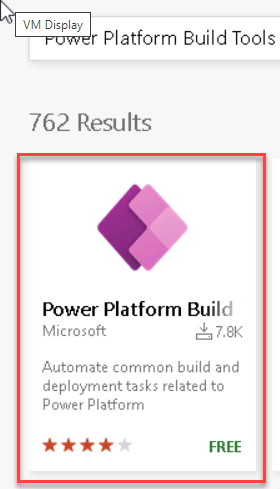 VM Display
Power Platform Build Tools
762 Results
Power Platform Build
Microsoft 7.8K
Automate common build and
deployment tasks related to
Power Platform
FREE